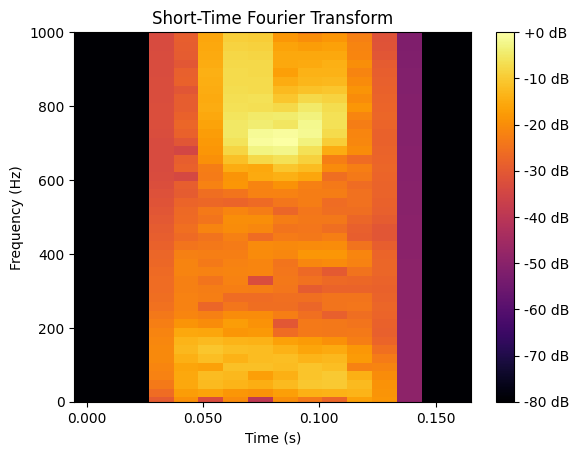 Short-Time Fourier Transform
1000
800
600
400
200
0
Frequency (Hz)
0.000
0.050
0.100
0.150
Time (s)
+0 dB
-10 dB
-20 dB
-30 dB
-40 dB
-50 dB
-60 dB
-70 dB
-80 dB